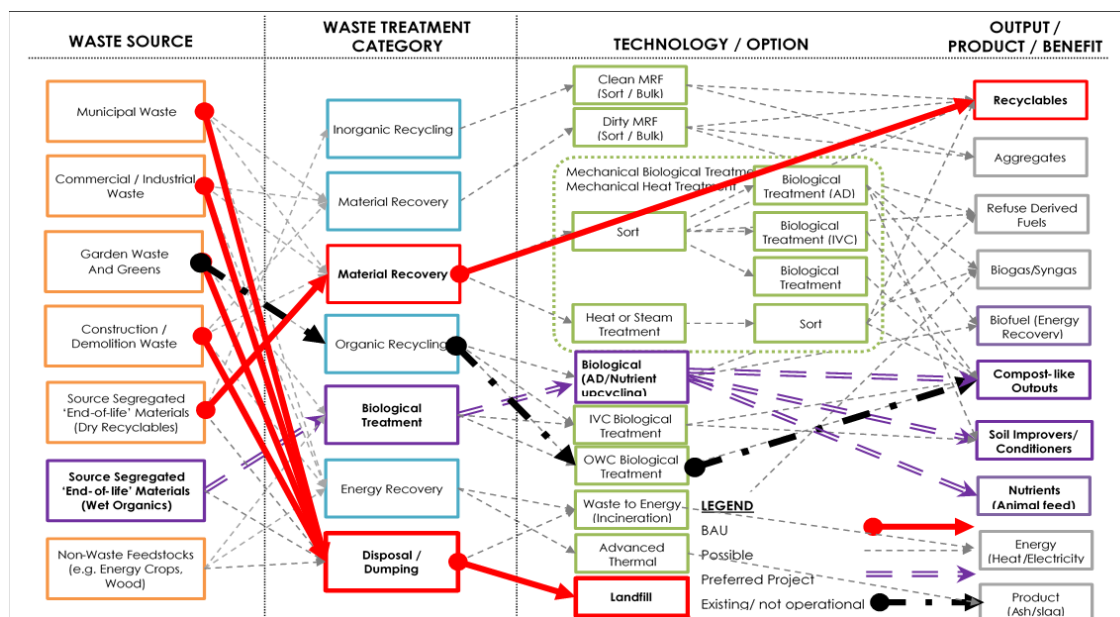 WASTE SOURCE
WASTE TREATMENT
CATEGORY
TECHNOLOGY / OPTION
OUTPUT /
PRODUCT / BENEFIT
Municipal Waste
Commercial / Industrial
Waste
Garden Waste
And Greens
Construction /
Demolition Waste
Source Segregated
'End-of-life' Materials
(Dry Recyclables)
Source Segregated
'End-of-life' Materials
(Wet Organics)
Non-Waste Feedstocks
(e.g. Energy Crops,
Wood)
Inorganic Recycling
Material Recovery
Material Recovery
Organic Recycling
Biological
Treatment
Energy Recovery
Disposal /
Dumping
Clean MRF
(Sort / Bulk)
Dirty MRF
(Sort / Bulk)
Mechanical Biological Treatme
Mechanical Heat Treatment
Sort
Biological
Treatment (AD)
Biological
Treatment (IVC)
Biological
Treatment
Heat or Steam
Treatment
Sort
Biological
(AD/Nutrient
upcycling)
IVC Biological
Treatment
OWC Biological
Treatment
Waste to Energy
(Incineration)
Advanced
Thermal
Landfill
Recyclables
Aggregates
Refuse Derived
Fuels
Biogas/Syngas
Biofuel (Energy
Recovery)
Compost-like
Outputs
Soil Improvers/
Conditioners
Nutrients
(Animal feed)
Energy
(Heat/Electricity
Product
(Ash/slag)
LEGEND
BAU
Possible
Preferred Project
Existing/ not operational